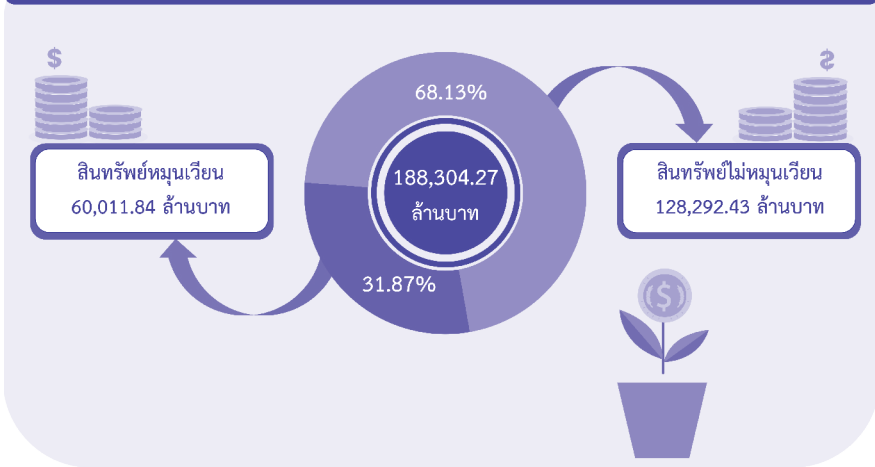 $
$
68.13%
สินทรัพย์หมุนเวียน
60,011.84 ล้านบาท
188,304.27
ล้านบาท
สินทรัพย์ไม่หมุนเวียน
128,292.43 ล้านบาท
31.87%
($)